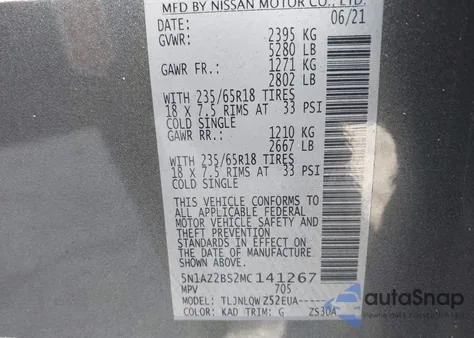 MFD BY NISSAN MOTOR CO., LTD.
DATE: 06/21
GVWR: 2395 KG
5280 LB
GAWR FR.: 1271 KG
2802 LB
WITH 235/65R18 TIRES
18 X 7.5 RIMS AT 33 PSI
COLD SINGLE
GAWR RR.: 1210 KG
2667 LB
WITH 235/65R18 TIRES
18 X 7.5 RIMS AT 33 PSI
COLD SINGLE
THIS VEHICLE CONFORMS TO
ALL APPLICABLE FEDERAL
MOTOR VEHICLE SAFETY AND
AND THEFT PREVENTION
STANDARDS IN EFFECT ON
THE DATE OF MANUFACTURE
SHOWN ABOVE.
5N1AZ2BS2MC141267
MPV 705
MODEL: TLJNLQW Z52EUA-----
COLOR: KAD TRIM: G ZS30A
autoSnap